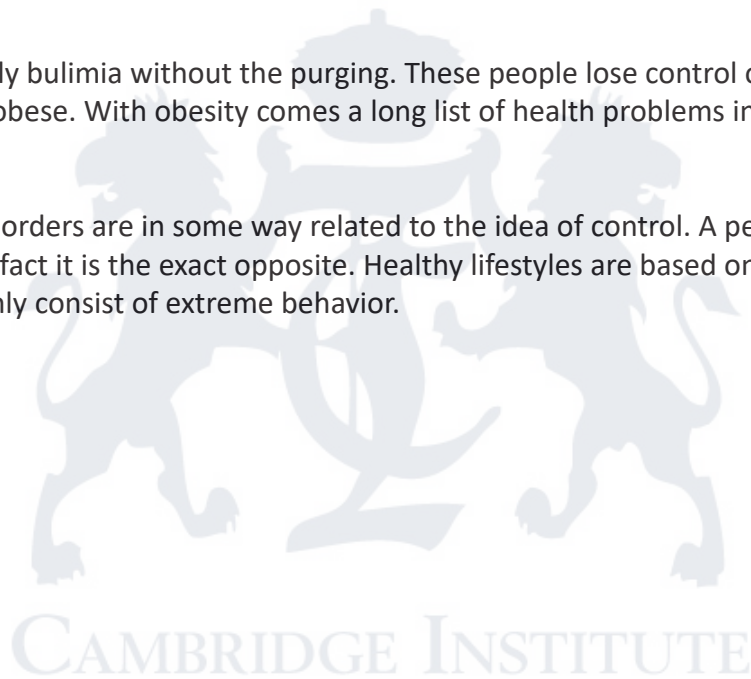 ly bulimia without the purging. These people lose control
obese. With obesity comes a long list of health problems in
orders are in some way related to the idea of control. A pe
fact it is the exact opposite. Healthy lifestyles are based on
nly consist of extreme behavior.
CAMBRIDGE INSTITUTE